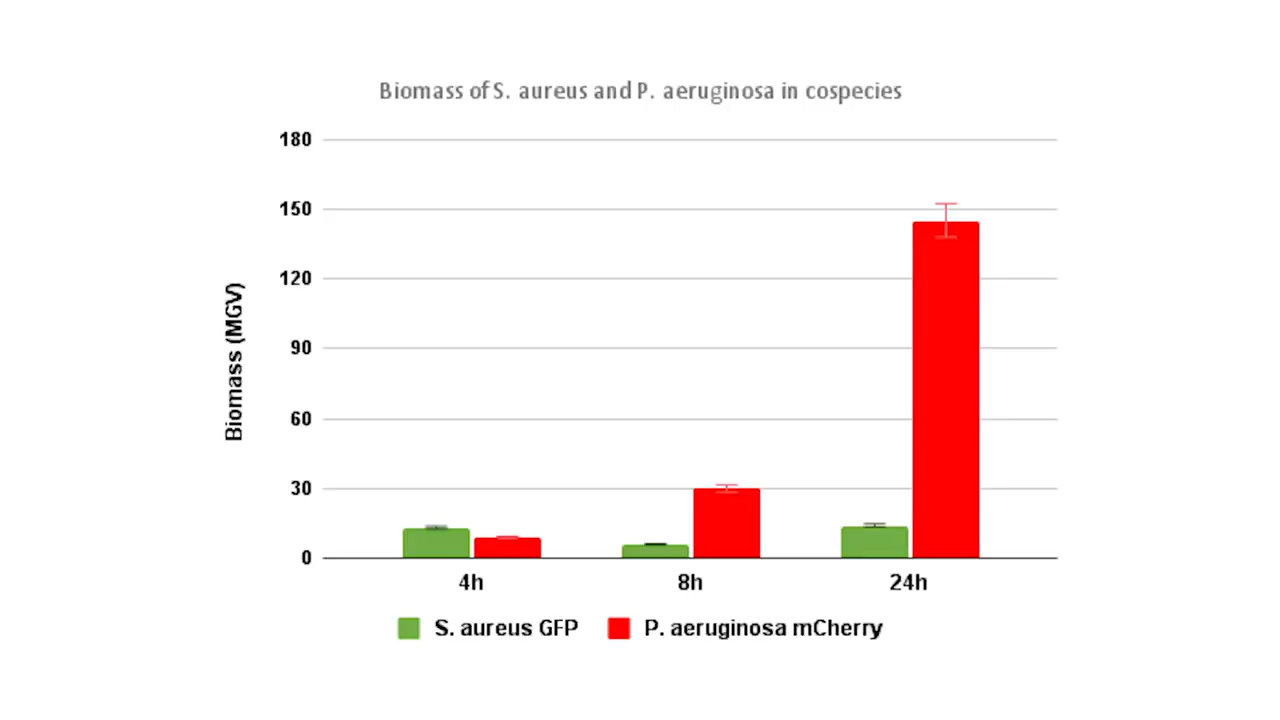 Biomass of S. aureus and P. aeruginosa in cospecies
180
150
120
90
60
30
0
Biomass (MGV)
4h 8h 24h
S. aureus GFP P. aeruginosa mCherry